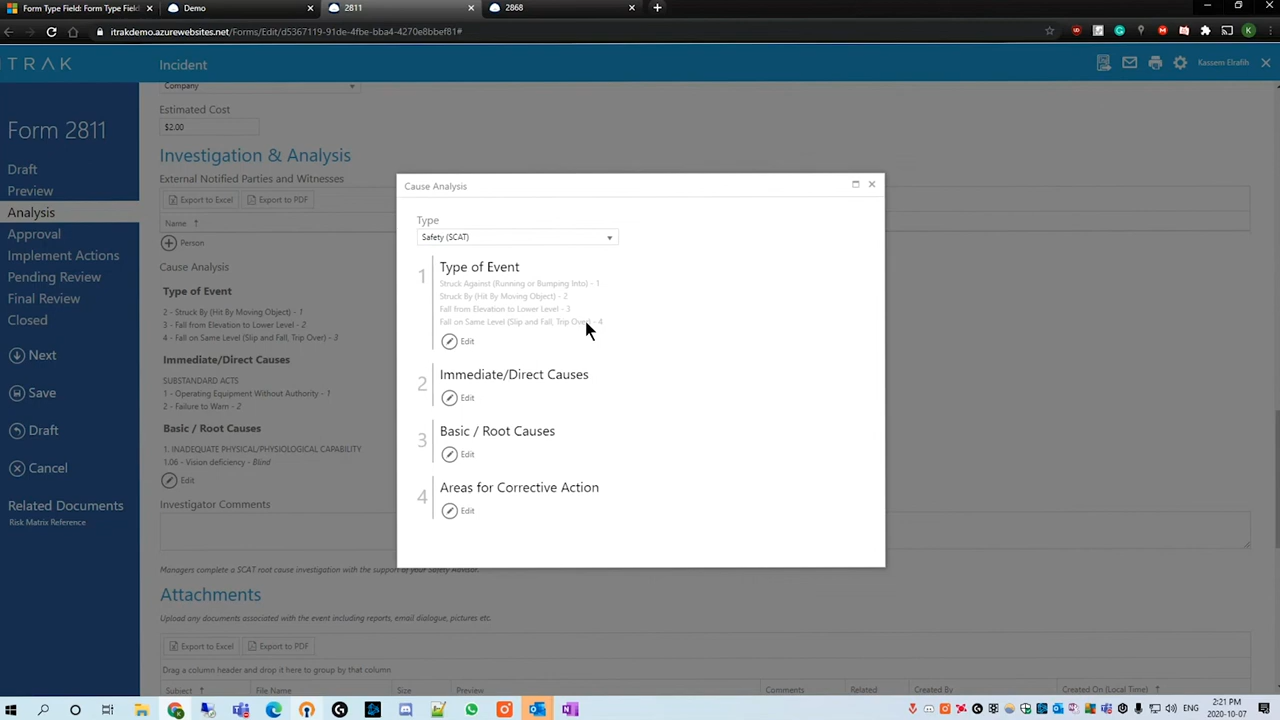 Form Type Field: Form Type Field
Demo
2811
2868
itrakdemo.azurewebsites.net/Forms/Edit/d5367119-91de-4fbe-bba4-4270e8bbef81#
ITRAK
Incident
Kassem Elrafih
Form 2811
Draft
Preview
Analysis
Approval
Implement Actions
Pending Review
Final Review
Closed
Next
Save
Draft
Cancel
Related Documents
Risk Matrix Reference
Company
Estimated Cost
$2.00
Investigation & Analysis
External Notified Parties and Witnesses
Export to Excel
Export to PDF
Name ↑
Person
Cause Analysis
Type of Event
2 - Struck By (Hit By Moving Object) - 1
3 - Fall from Elevation to Lower Level - 2
4 - Fall on Same Level (Slip and Fall, Trip Over) - 3
Immediate/Direct Causes
SUBSTANDARD ACTS
1 - Operating Equipment Without Authority - 1
2 - Failure to Warn - 2
Basic / Root Causes
1. INADEQUATE PHYSICAL/PHYSIOLOGICAL CAPABILITY
1.06 - Vision deficiency - Blind
Edit
Investigator Comments
Managers complete a SCAT root cause investigation with the support of your Safety Advisor.
Attachments
Upload any documents associated with the event including reports, email dialogue, pictures etc.
Export to Excel
Export to PDF
Drag a column header and drop it here to group by that column
Subject ↑ File Name Size Preview Comments Related Created By Created On (Local Time) ↑
Cause Analysis
Type
Safety (SCAT)
1
Type of Event
Struck Against (Running or Bumping Into) - 1
Struck By (Hit By Moving Object) - 2
Fall from Elevation to Lower Level - 3
Fall on Same Level (Slip and Fall, Trip Over) - 4
Edit
2
Immediate/Direct Causes
Edit
3
Basic / Root Causes
Edit
4
Areas for Corrective Action
Edit
ENG
2:21 PM
2020-10-07